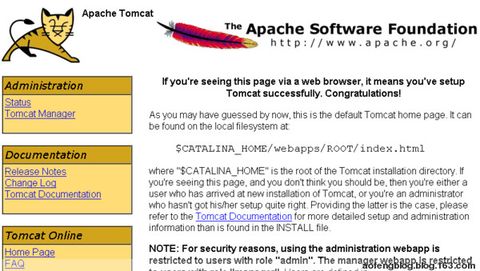 Apache Tomcat
The Apache Software Foundation
http://www.apache.org/
Administration
Status
Tomcat Manager
Documentation
Release Notes
Change Log
Tomcat Documentation
Tomcat Online
Home Page
FAQ
If you're seeing this page via a web browser, it means you've setup
Tomcat successfully. Congratulations!
As you may have guessed by now, this is the default Tomcat home page. It can
be found on the local filesystem at:
$CATALINA_HOME/webapps/ROOT/index.html
where "$CATALINA_HOME" is the root of the Tomcat installation directory. If
you're seeing this page, and you don't think you should be, then you're either a
user who has arrived at new installation of Tomcat, or you're an administrator
who hasn't got his/her setup quite right. Providing the latter is the case, please
refer to the Tomcat Documentation for more detailed setup and administration
information than is found in the INSTALL file.
NOTE: For security reasons, using the administration webapp is
restricted to users with role "admin". The manager webapp is restricted
aofengblog.blog.163.com